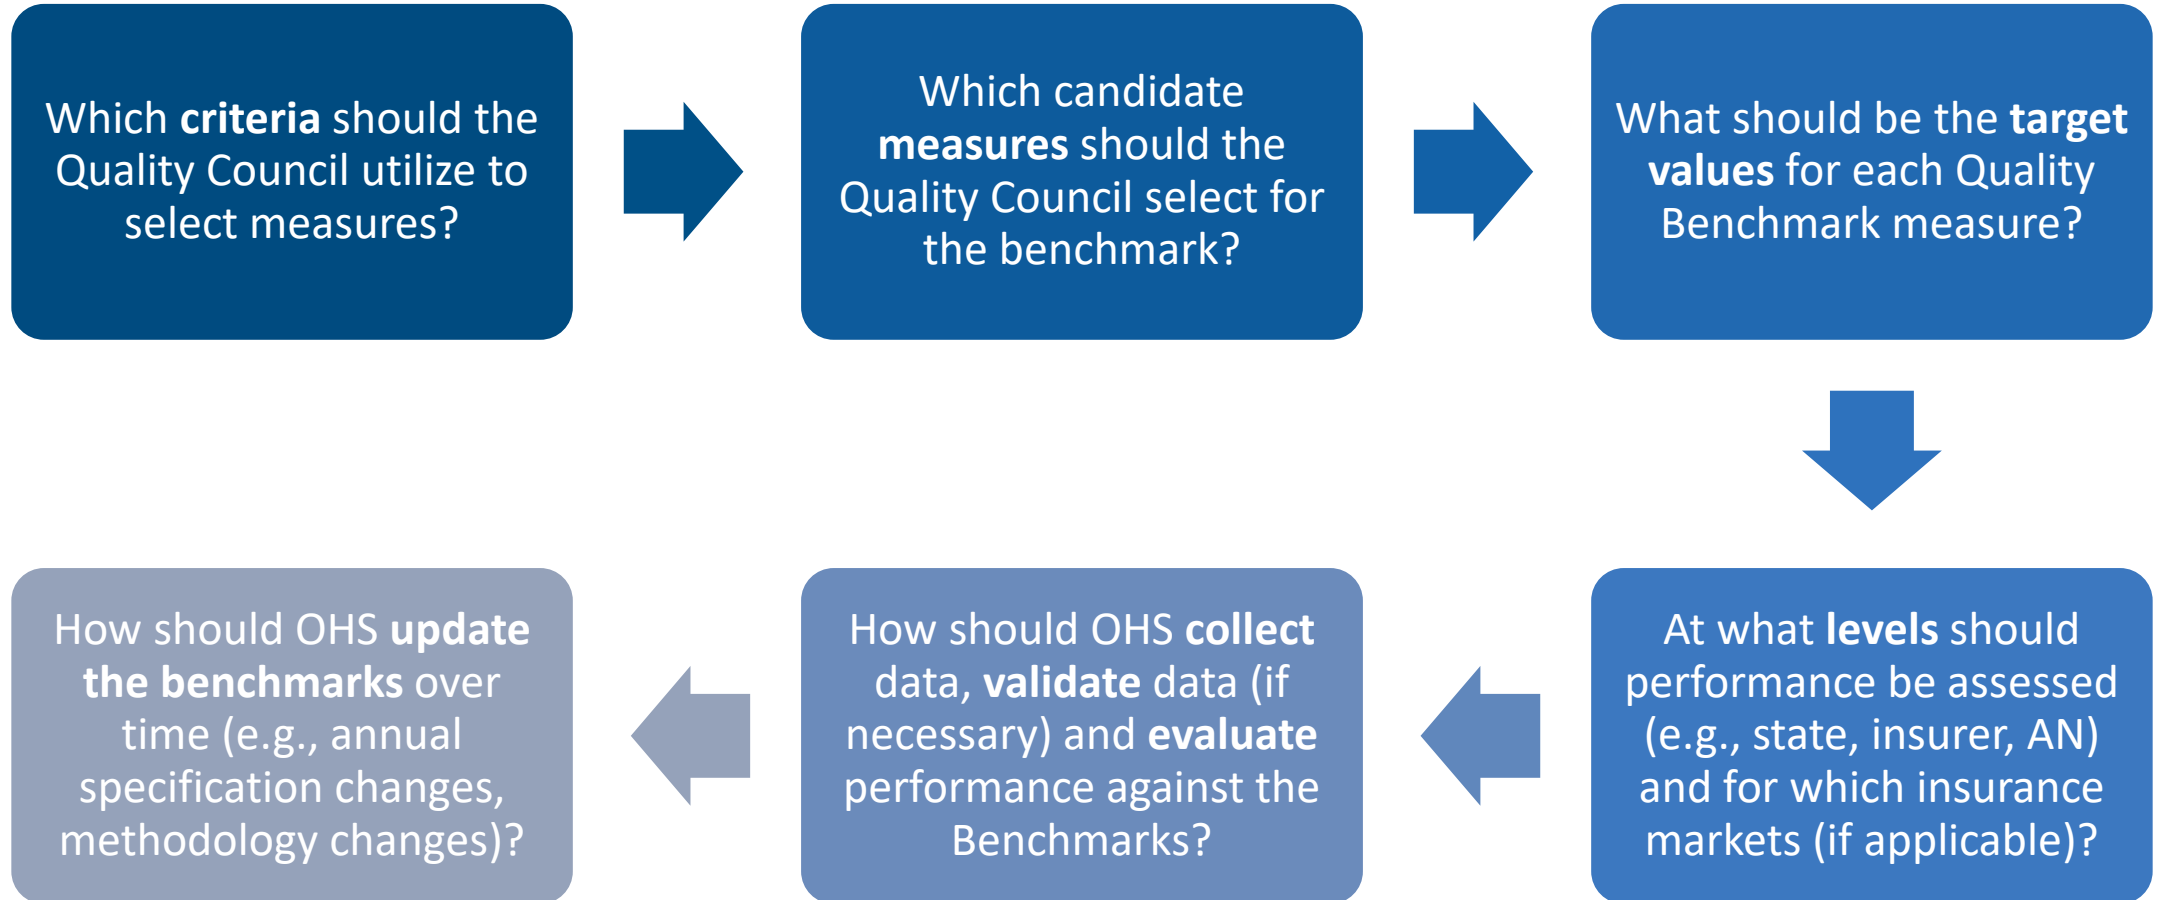 Which criteria should the
Quality Council utilize to
select measures?
Which candidate
measures should the
Quality Council select for
the benchmark?
What should be the target
values for each Quality
Benchmark measure?
At what levels should
performance be assessed
(e.g., state, insurer, AN)
and for which insurance
markets (if applicable)?
How should OHS collect
data, validate data (if
necessary) and evaluate
performance against the
Benchmarks?
How should OHS update
the benchmarks over
time (e.g., annual
specification changes,
methodology changes)?